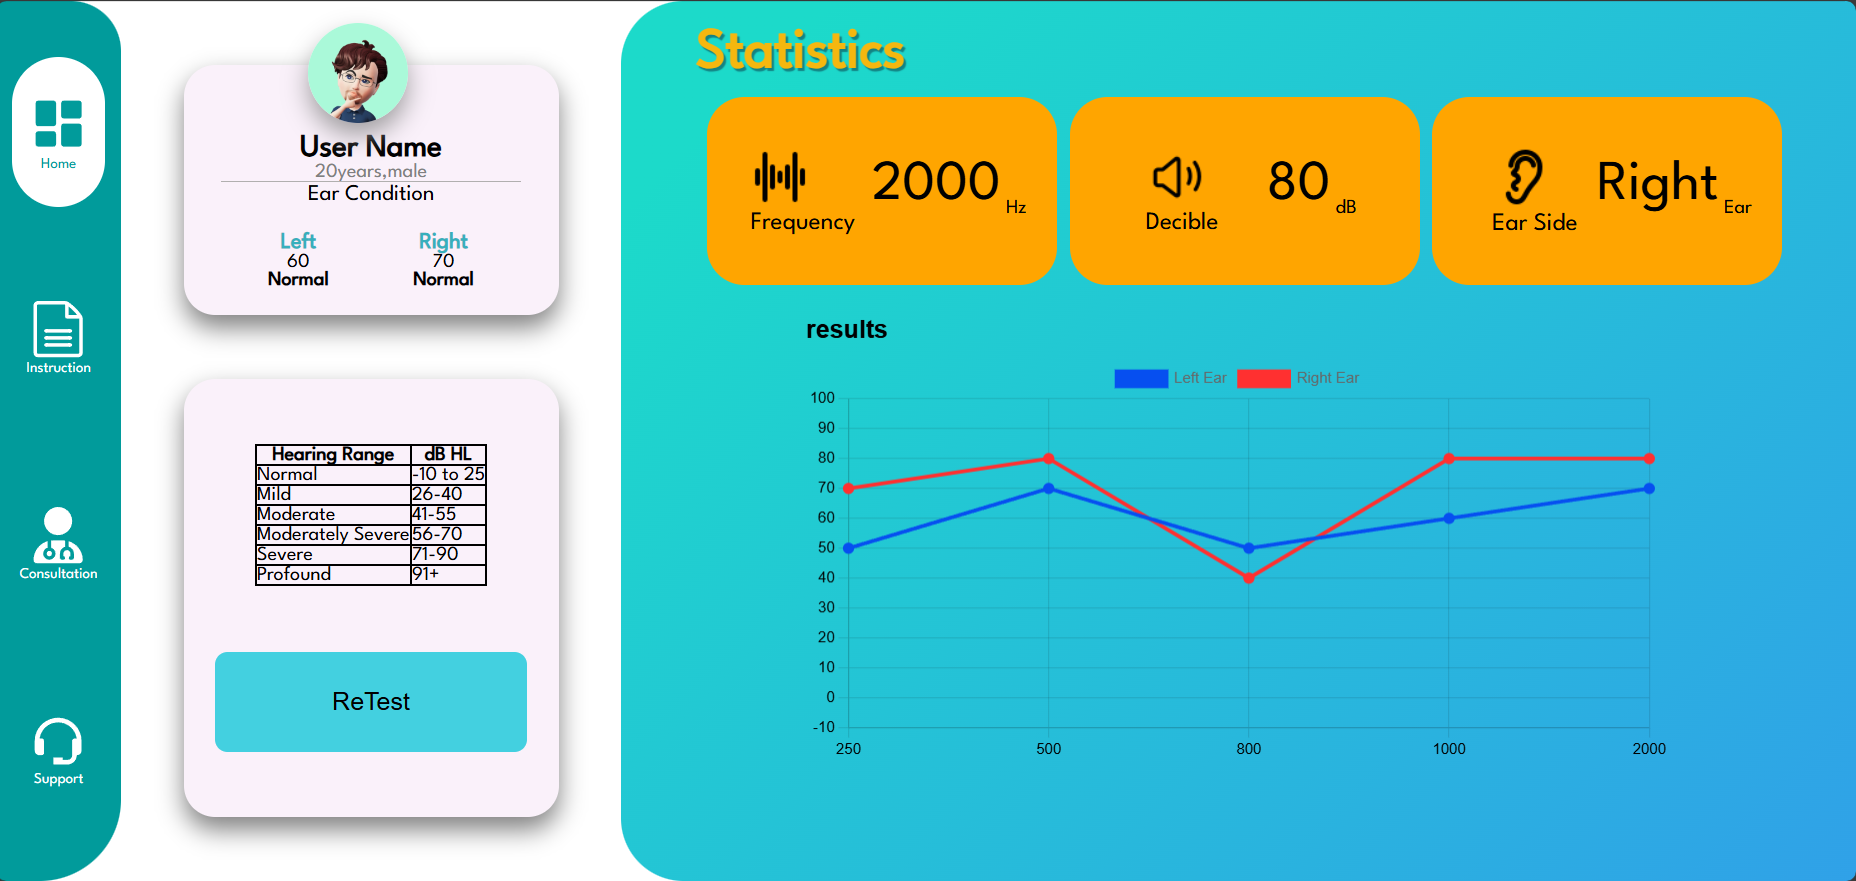 Home
Instruction
Consultation
Support
User Name
20years,male
Ear Condition
Left Right
60 70
Normal Normal
Hearing Range dB HL
Normal -10 to 25
Mild 26-40
Moderate 41-55
Moderately Severe 56-70
Severe 71-90
Profound 91+
ReTest
Statistics
2000 Hz
Frequency
80 dB
Decible
Right Ear
Ear Side
results
Left Ear Right Ear
100
90
80
70
60
50
40
30
20
10
0
-10
250 500 800 1000 2000